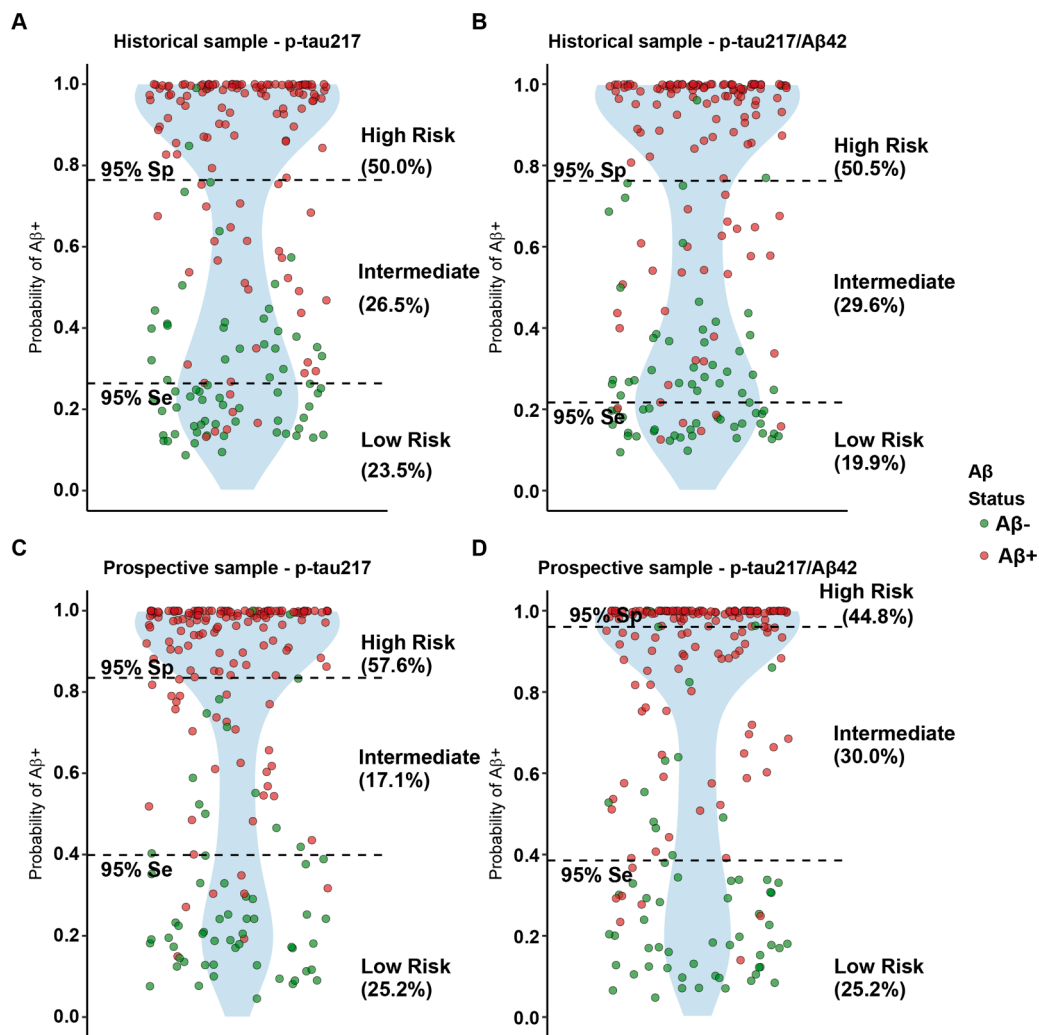 A
Historical sample - p-tau217
Probability of Aβ+
1.0
0.8
0.6
0.4
0.2
0.0
95% Sp
95% Se
High Risk
(50.0%)
Intermediate
(26.5%)
Low Risk
(23.5%)
B
Historical sample - p-tau217/Aβ42
Probability of Aβ+
1.0
0.8
0.6
0.4
0.2
0.0
95% Sp
95% Se
High Risk
(50.5%)
Intermediate
(29.6%)
Low Risk
(19.9%)
Aβ
Status
Aβ-
Aβ+
C
Prospective sample - p-tau217
Probability of Aβ+
1.0
0.8
0.6
0.4
0.2
0.0
95% Sp
95% Se
High Risk
(57.6%)
Intermediate
(17.1%)
Low Risk
(25.2%)
D
Prospective sample - p-tau217/Aβ42
Probability of Aβ+
1.0
0.8
0.6
0.4
0.2
0.0
95% Sp
95% Se
High Risk
(44.8%)
Intermediate
(30.0%)
Low Risk
(25.2%)